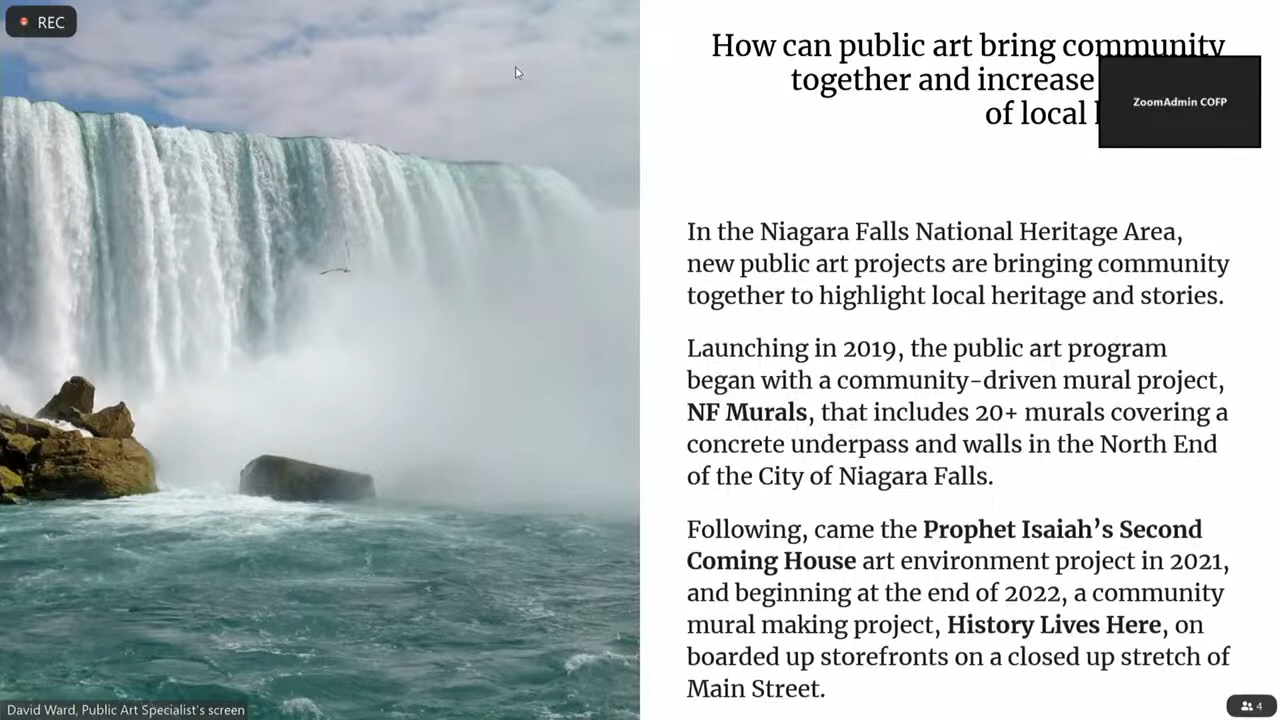 REC
How can public art bring community
together and increase
of local
ZoomAdmin COFP
In the Niagara Falls National Heritage Area,
new public art projects are bringing community
together to highlight local heritage and stories.
Launching in 2019, the public art program
began with a community-driven mural project,
NF Murals, that includes 20+ murals covering a
concrete underpass and walls in the North End
of the City of Niagara Falls.
Following, came the Prophet Isaiah’s Second
Coming House art environment project in 2021,
and beginning at the end of 2022, a community
mural making project, History Lives Here, on
boarded up storefronts on a closed up stretch of
Main Street.
David Ward, Public Art Specialist's screen
4